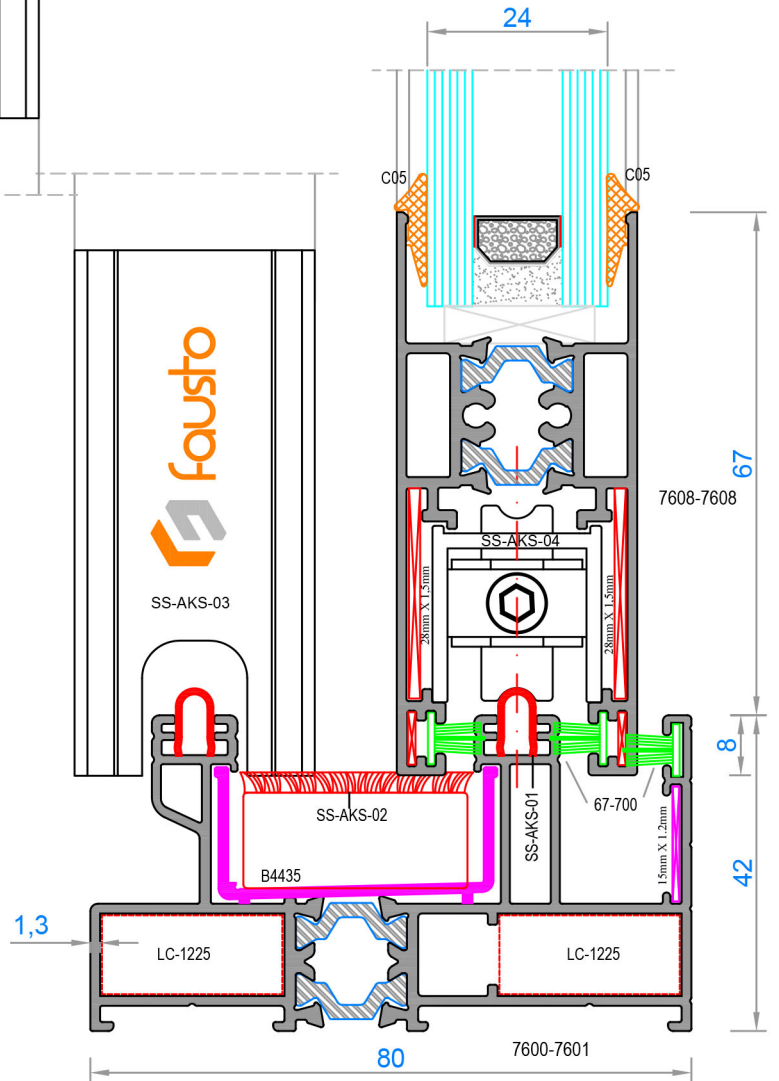 24
C05
C05
fausto
67
7608-7608
SS-AKS-04
SS-AKS-03
28mm X 1,5mm
28mm X 1,5mm
8
SS-AKS-02
SS-AKS-01
67-700
15mm X 1.2mm
B4435
42
1,3
LC-1225
LC-1225
7600-7601
80